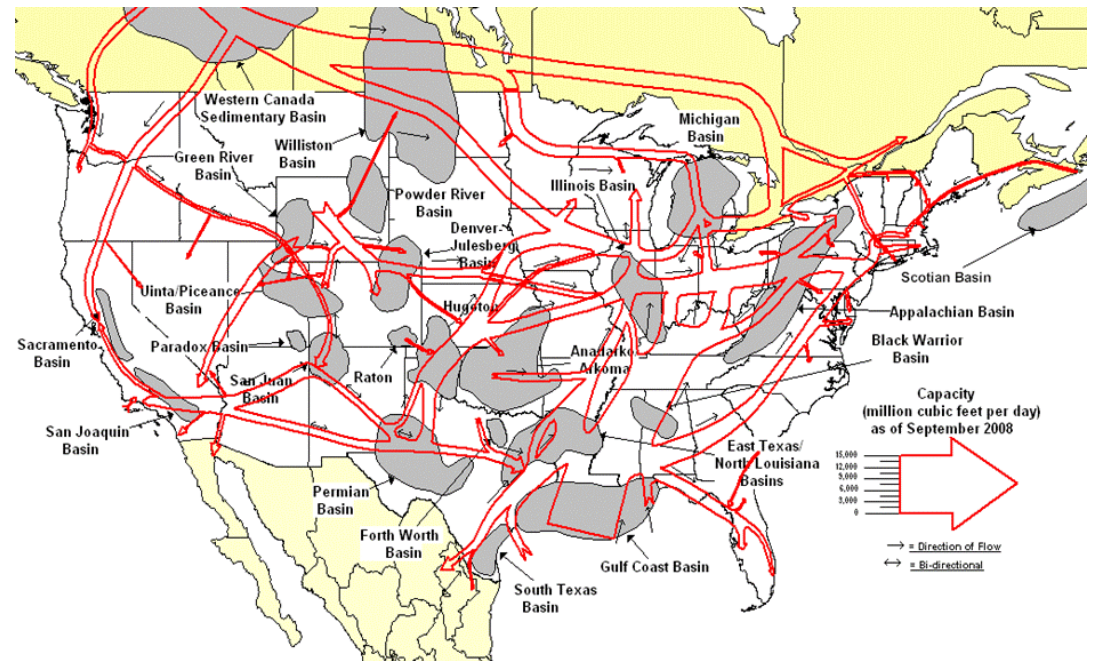 Western Canada
Sedimentary Basin
Michigan
Basin
Williston
Basin
Green River
Basin
Illinois Basin
Powder River
Basin
Denver-
Julesberg
Basin
Scotian Basin
Uinta/Piceance
Basin
Hugoton
Appalachian Basin
Sacramento
Basin
Paradox Basin
Anadarko
Arkoma
Black Warrior
Basin
San Juan
Basin
Raton
Capacity
(million cubic feet per day)
as of September 2008
San Joaquin
Basin
East Texas/
North Louisiana
Basins
15,000
12,000
9,000
6,000
3,000
0
Permian
Basin
Forth Worth
Basin
Gulf Coast Basin
= Direction of Flow
= Bi-directional
South Texas
Basin